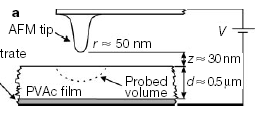 a
AFM tip
V
r ≈ 50 nm
trate
z ≈ 30 nm
Probed
d ≈ 0.5 µm
PVAc film
volume